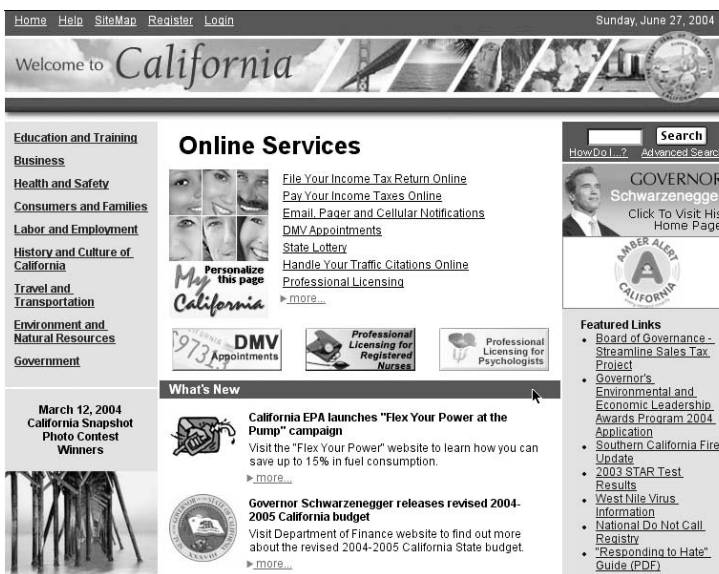 Home Help SiteMap Register Login
Sunday, June 27, 2004
Welcome to California
Education and Training
Business
Health and Safety
Consumers and Families
Labor and Employment
History and Culture of
California
Travel and
Transportation
Environment and
Natural Resources
Government
March 12, 2004
California Snapshot
Photo Contest
Winners
Online Services
My
Personalize
this page
California
File Your Income Tax Return Online
Pay Your Income Taxes Online
Email, Pager and Cellular Notifications
DMV Appointments
State Lottery
Handle Your Traffic Citations Online
Professional Licensing
more...
DMV
Appointments
Professional
Licensing for
Registered
Nurses
Professional
Licensing for
Psychologists
What's New
California EPA launches "Flex Your Power at the
Pump" campaign
Visit the "Flex Your Power" website to learn how you can
save up to 15% in fuel consumption.
more...
Governor Schwarzenegger releases revised 2004-
2005 California budget
Visit Department of Finance website to find out more
about the revised 2004-2005 California State budget.
more...
Search
How Do I...? Advanced Searc
GOVERNOR
Schwarzenegge
Click To Visit His
Home Page
AMBER ALERT
CALIFORNIA
Featured Links
Board of Governance -
Streamline Sales Tax
Project
Governor's
Environmental and
Economic Leadership
Awards Program 2004
Application
Southern California Fire
Update
2003 STAR Test
Results
West Nile Virus
Information
National Do Not Call
Registry
"Responding to Hate"
Guide (PDF)